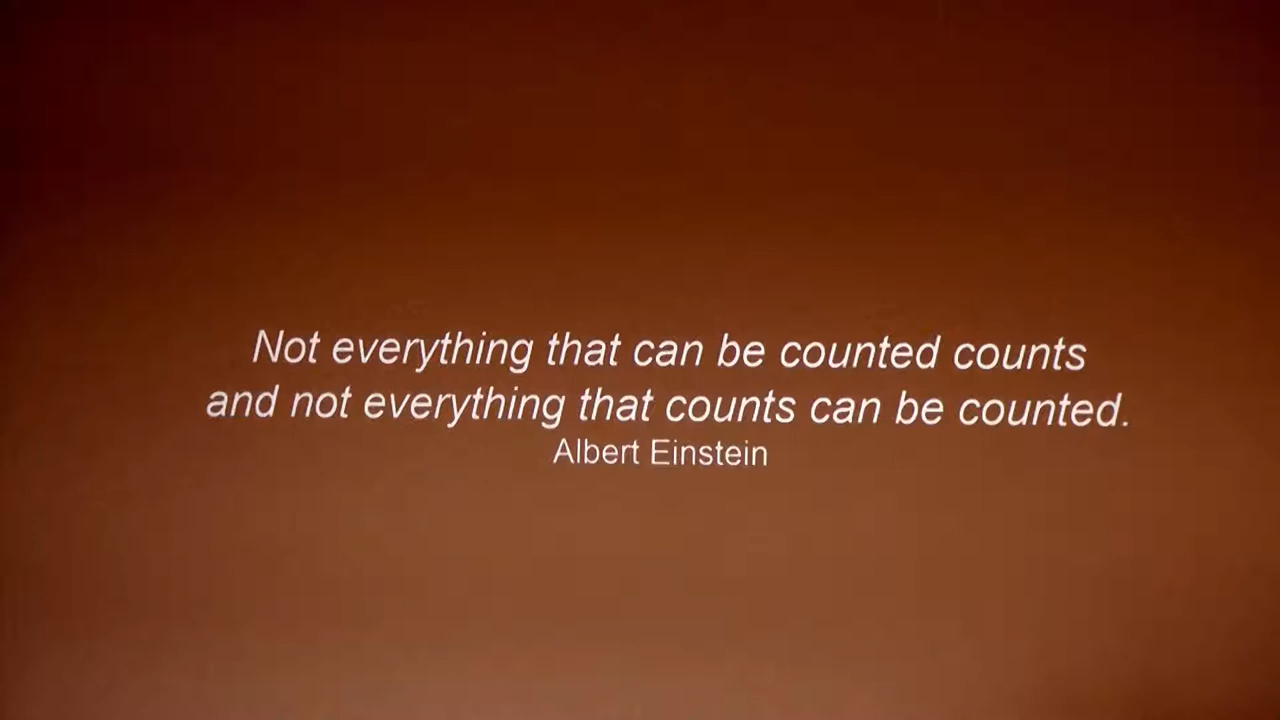 Not everything that can be counted counts
and not everything that counts can be counted.
Albert Einstein